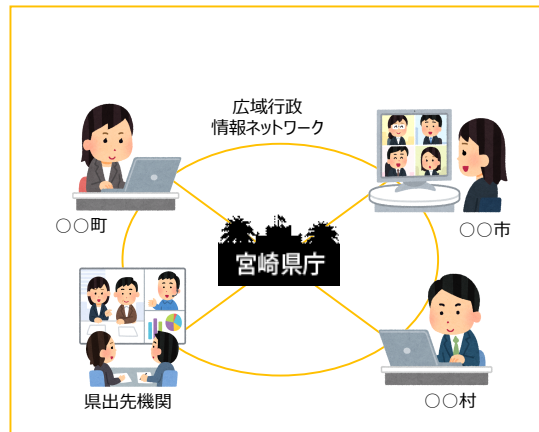 広域行政
情報ネットワーク
○○町
○○市
宮崎県庁
県出先機関
○○村